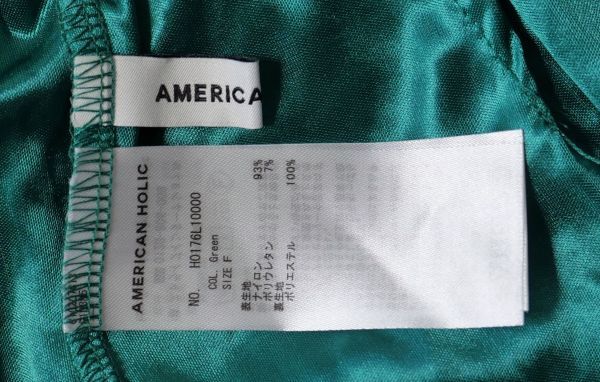 AMERICA
AMERICAN HOLIC
NO. H0176L10000
COL. Green
SIZE F
表生地
ナイロン 93%
ポリウレタン 7%
裏生地
ポリエステル 100%